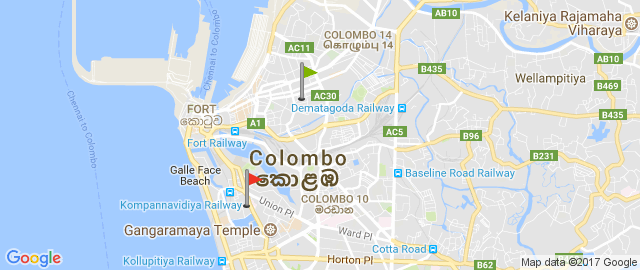 COLOMBO 14
கொழும்பு 14
Kelaniya Rajamaha
Viharaya
AB10
AB10
AC11
B435
Wellampitiya
B469
B435
Chennai to Colombo
Chennai to Colombo
FORT
කොටුව
AC30
Dematagoda Railway
A1
AC5
B96
Fort Railway
Colombo
කොළඹ
B231
Galle Face
Beach
Baseline Road Railway
Kompannavidiya Railway
Union Pl
COLOMBO 10
මරදාන
Gangaramaya Temple
Ward Pl
Cotta Road
Google
Kollupitiya Railway
Horton Pl
B62
Map data ©2017 Google